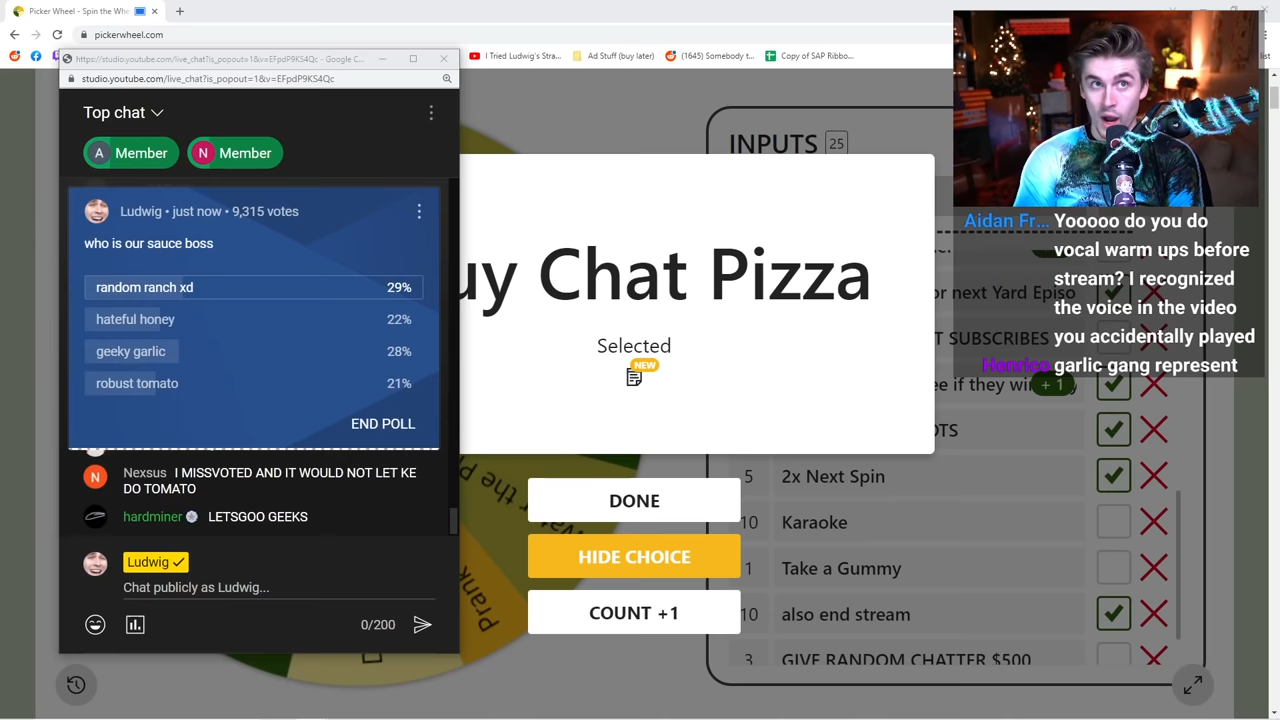 Picker Wheel - Spin the Whe
pickerwheel.com
I Tried Ludwig's Stra...
Ad Stuff (buy later)
(1645) Somebody t...
Copy of SAP Ribbo...
list
https://studio.youtube.com/live_chat?is_popout=1&v=EFpdP9KS4Qc - Google C...
studio.youtube.com/live_chat?is_popout=1&v=EFpdP9KS4Qc
Top chat
A Member
N Member
Ludwig • just now • 9,315 votes
who is our sauce boss
random ranch xd 29%
hateful honey 22%
geeky garlic 28%
robust tomato 21%
END POLL
N Nexsus I MISSVOTED AND IT WOULD NOT LET KE
DO TOMATO
hardminer LETSGOO GEEKS
Ludwig
Chat publicly as Ludwig...
0/200
uy Chat Pizza
Selected
NEW
DONE
HIDE CHOICE
COUNT +1
Prank
INPUTS 25
or next Yard Episo
T SUBSCRIBES
ee if they win
+ 1
OTS
5 2x Next Spin
10 Karaoke
1 Take a Gummy
10 also end stream
3 GIVE RANDOM CHATTER $500
Aidan Fr... Yooooo do you do
vocal warm ups before
stream? I recognized
the voice in the video
you accidentally played
Henrico garlic gang represent